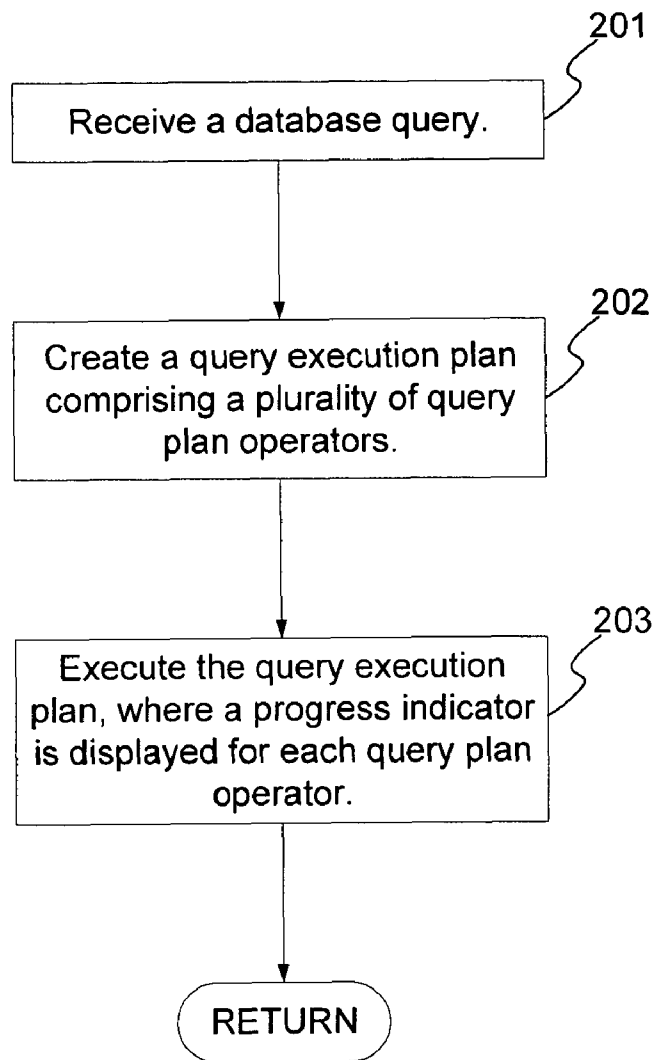 201
Receive a database query.
202
Create a query execution plan
comprising a plurality of query
plan operators.
203
Execute the query execution
plan, where a progress indicator
is displayed for each query plan
operator.
RETURN